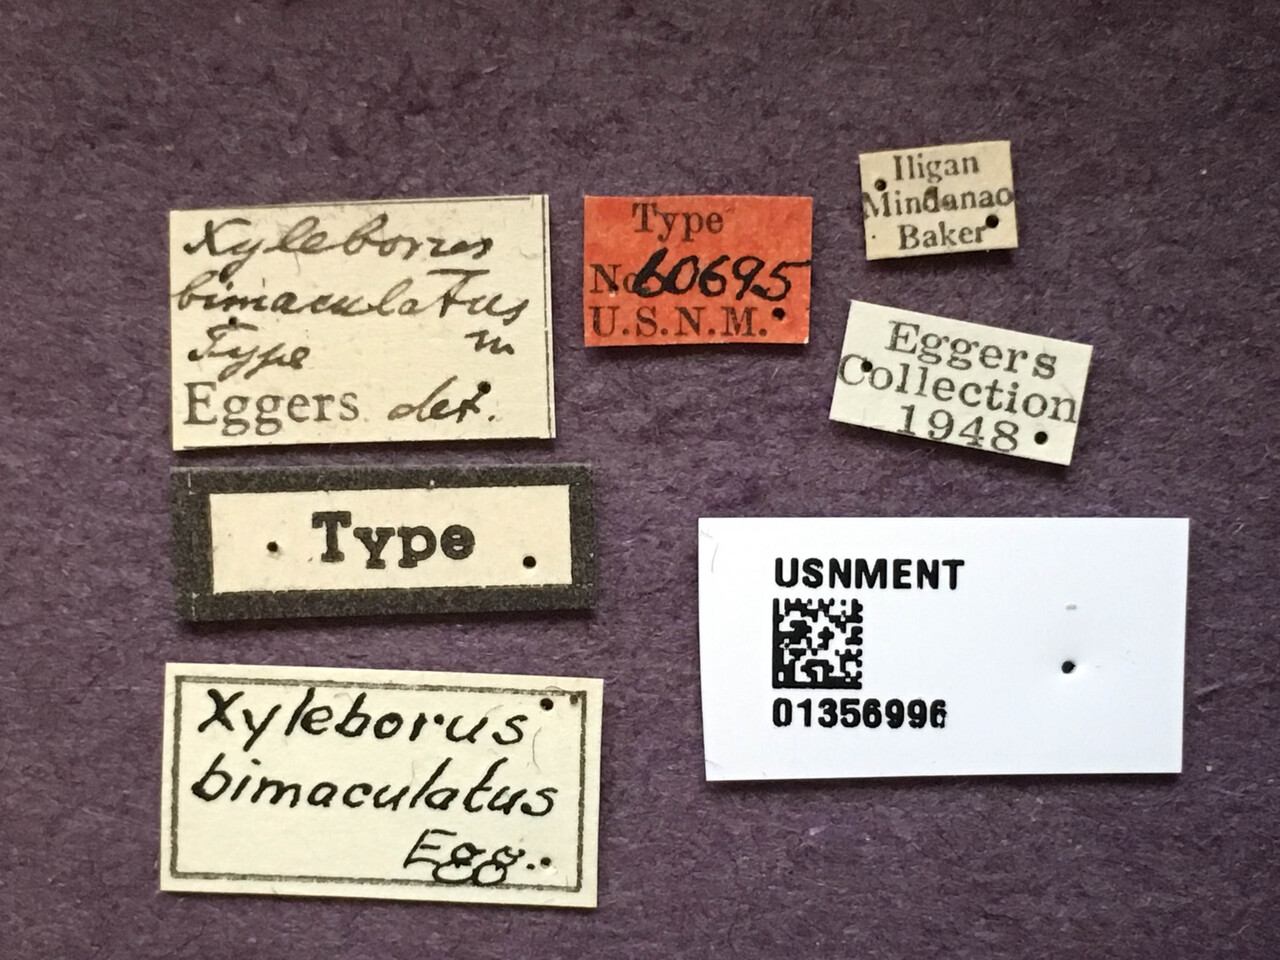 Xyleborus
bimaculatus
Type m
Eggers det.
Type
No 60695
U.S.N.M.
Iligan
Mindanao
Baker
Eggers
Collection
1948
Type
USNMENT
01356996
Xyleborus
bimaculatus
Egg.